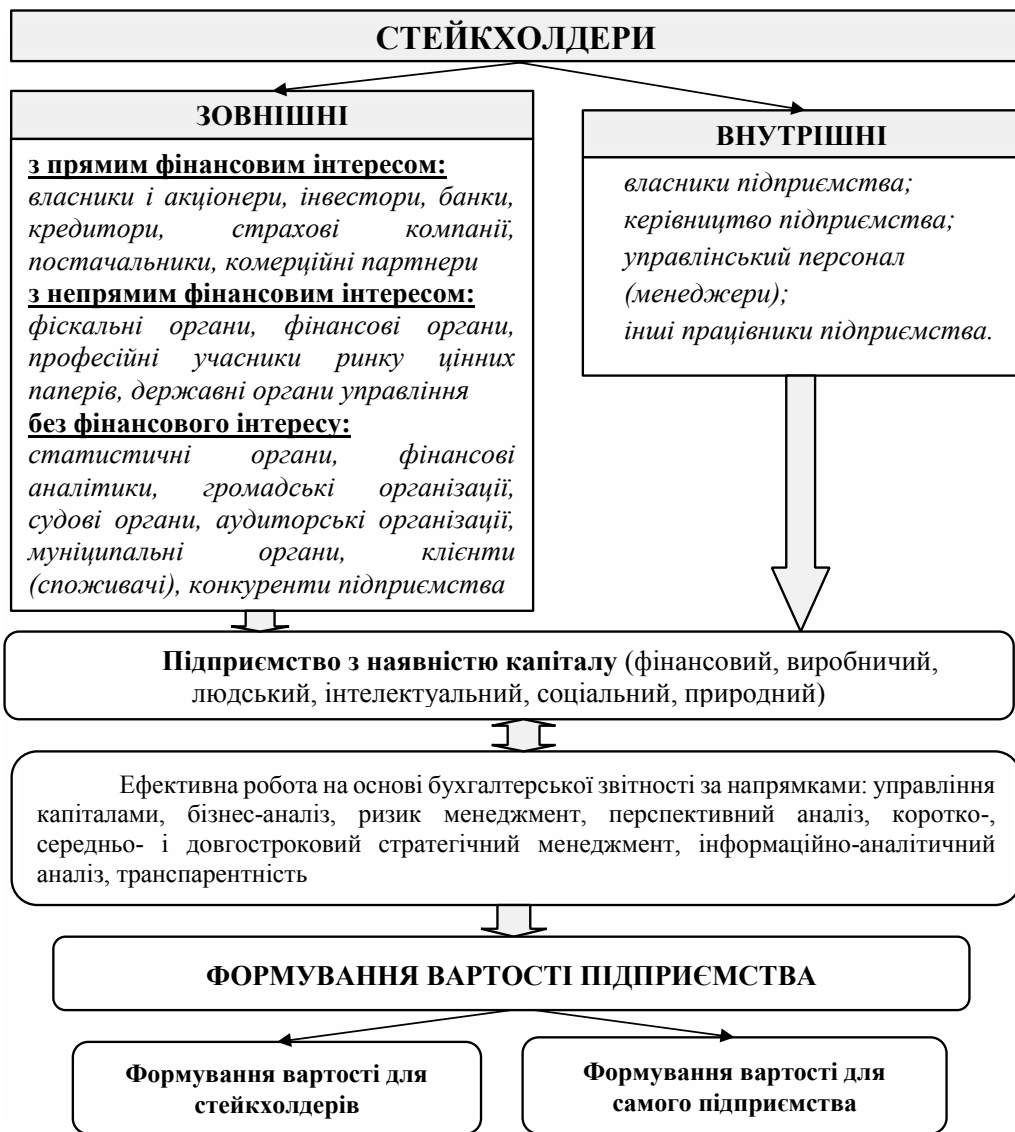 СТЕЙКХОЛДЕРИ
ЗОВНІШНІ
з прямим фінансовим інтересом:
власники і акціонери, інвестори, банки,
кредитори, страхові компанії,
постачальники, комерційні партнери
з непрямим фінансовим інтересом:
фіскальні органи, фінансові органи,
професійні учасники ринку цінних
паперів, державні органи управління
без фінансового інтересу:
статистичні органи, фінансові
аналітики, громадські організації,
судові органи, аудиторські організації,
муніципальні органи, клієнти
(споживачі), конкуренти підприємства
ВНУТРІШНІ
власники підприємства;
керівництво підприємства;
управлінський персонал
(менеджери);
інші працівники підприємства.
Підприємство з наявністю капіталу (фінансовий, виробничий,
людський, інтелектуальний, соціальний, природний)
Ефективна робота на основі бухгалтерської звітності за напрямками: управління
капіталами, бізнес-аналіз, ризик менеджмент, перспективний аналіз, коротко-,
середньо- і довгостроковий стратегічний менеджмент, інформаційно-аналітичний
аналіз, транспарентність
ФОРМУВАННЯ ВАРТОСТІ ПІДПРИЄМСТВА
Формування вартості для
стейкхолдерів
Формування вартості для
самого підприємства